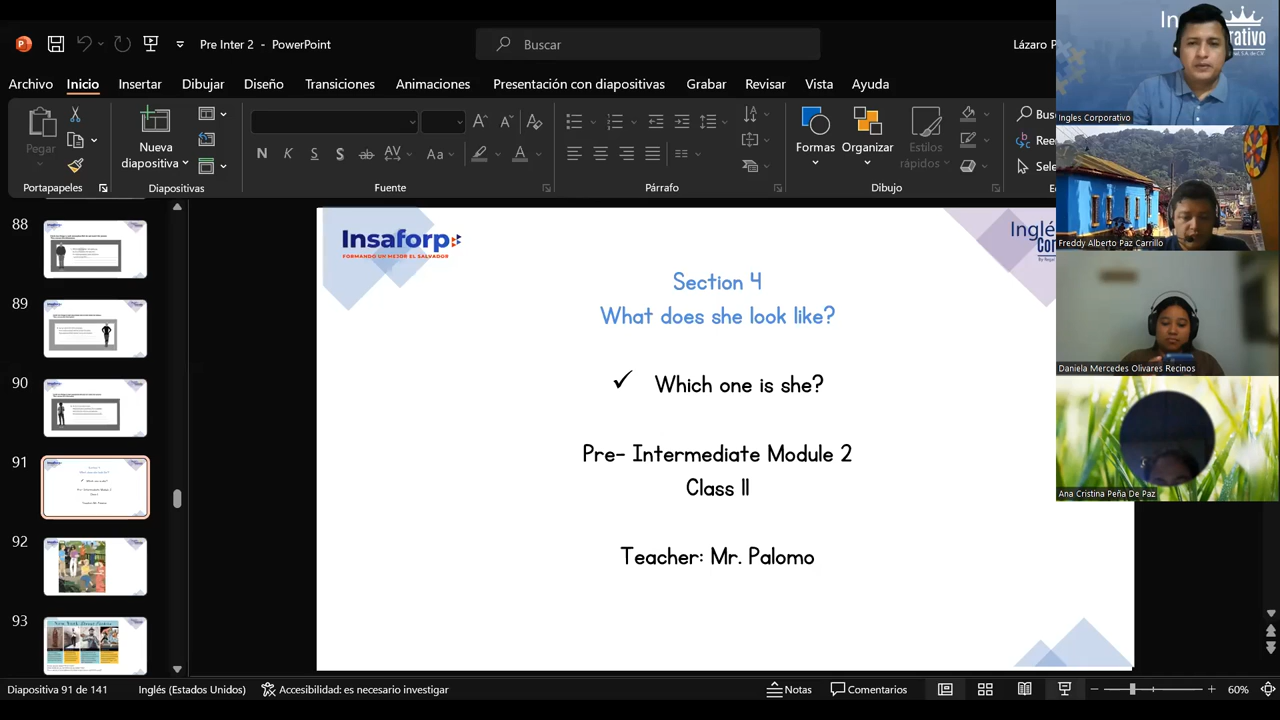 Pre Inter 2 - PowerPoint
Buscar
Lázaro P
Archivo Inicio Insertar Dibujar Diseño Transiciones Animaciones Presentación con diapositivas Grabar Revisar Vista Ayuda
Pegar
Nueva diapositiva
Formas
Organizar
Estilos rápidos
Portapapeles
Diapositivas
Fuente
Párrafo
Dibujo
88
89
90
91
92
93
Insaforp
FORMANDO UN MEJOR EL SALVADOR
Section 4
What does she look like?
✓ Which one is she?
Pre- Intermediate Module 2
Class 11
Teacher: Mr. Palomo
Ingles Corporativo
Freddy Alberto Paz Carrillo
Daniela Mercedes Olivares Recinos
Ana Cristina Peña De Paz
Diapositiva 91 de 141
Inglés (Estados Unidos)
Accesibilidad: es necesario investigar
Notas
Comentarios
60%